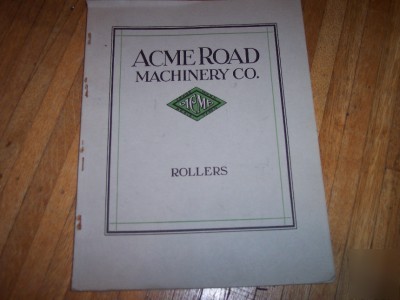 ACME ROAD
MACHINERY CO.
ACME
ROLLERS